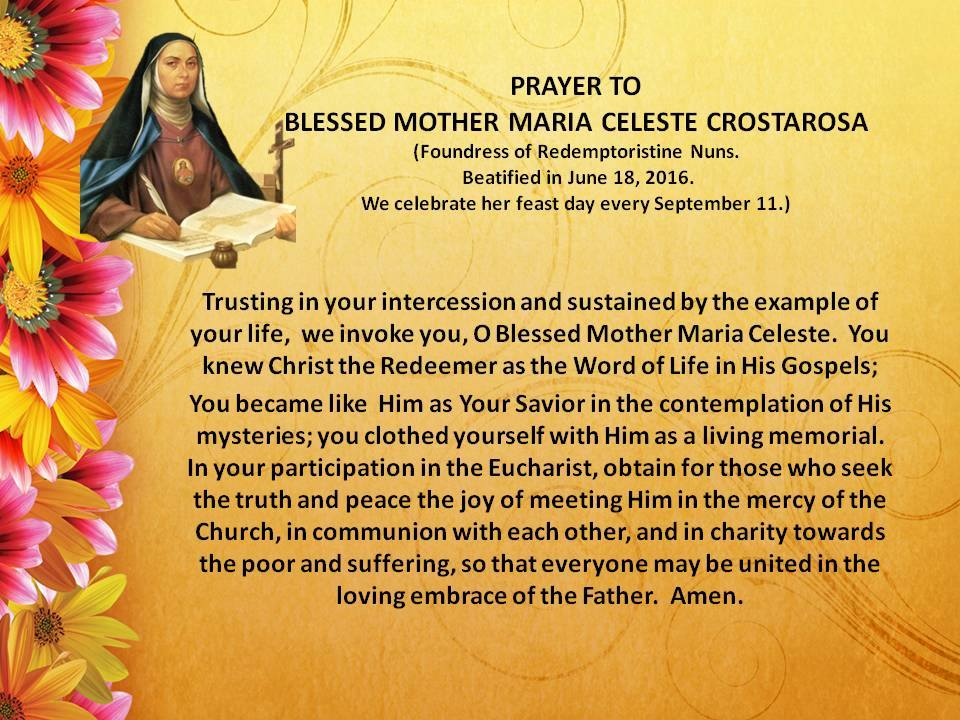 PRAYER TO
BLESSED MOTHER MARIA CELESTE CROSTAROSA
(Foundress of Redemptoristine Nuns.
Beatified in June 18, 2016.
We celebrate her feast day every September 11.)
Trusting in your intercession and sustained by the example of
your life, we invoke you, O Blessed Mother Maria Celeste. You
knew Christ the Redeemer as the Word of Life in His Gospels;
You became like Him as Your Savior in the contemplation of His
mysteries; you clothed yourself with Him as a living memorial.
In your participation in the Eucharist, obtain for those who seek
the truth and peace the joy of meeting Him in the mercy of the
Church, in communion with each other, and in charity towards
the poor and suffering, so that everyone may be united in the
loving embrace of the Father. Amen.